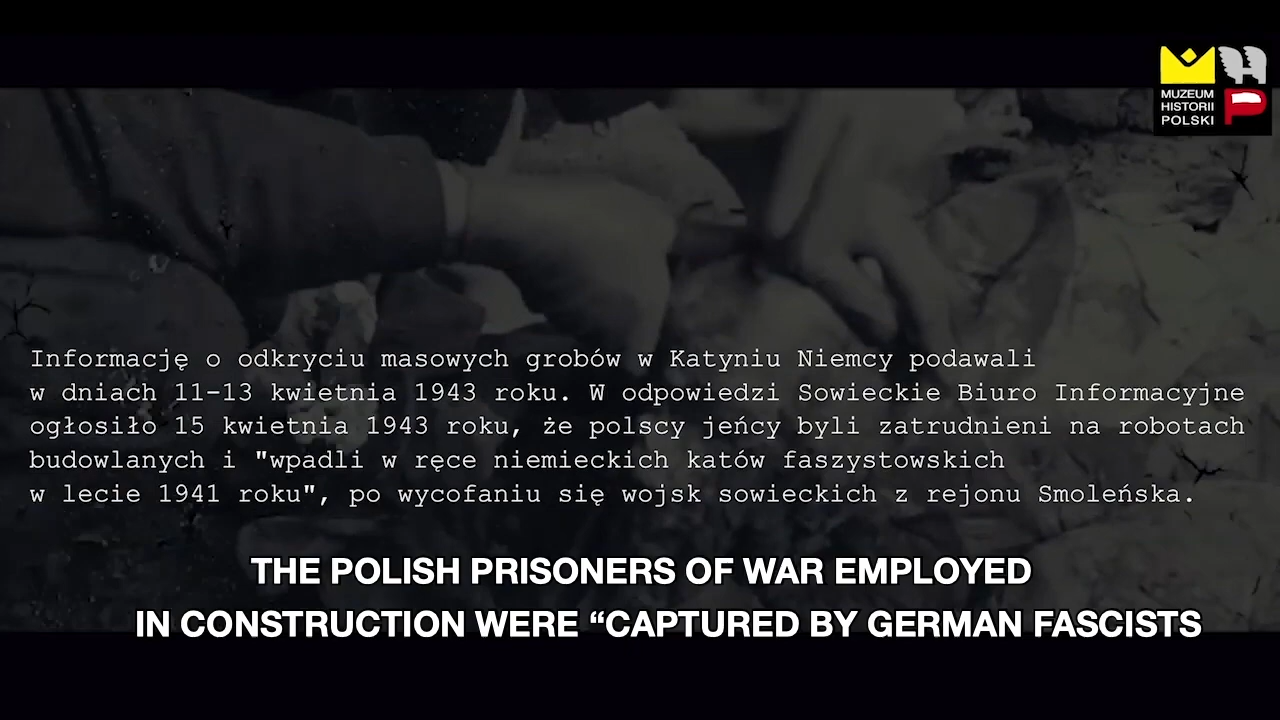 MUZEUM
HISTORII
POLSKI
Informację o odkryciu masowych grobów w Katyniu Niemcy podawali
w dniach 11-13 kwietnia 1943 roku. W odpowiedzi Sowieckie Biuro Informacyjne
ogłosiło 15 kwietnia 1943 roku, że polscy jeńcy byli zatrudnieni na robotach
budowlanych i "wpadli w ręce niemieckich katów faszystowskich
w lecie 1941 roku", po wycofaniu się wojsk sowieckich z rejonu Smoleńska.
THE POLISH PRISONERS OF WAR EMPLOYED
IN CONSTRUCTION WERE “CAPTURED BY GERMAN FASCISTS